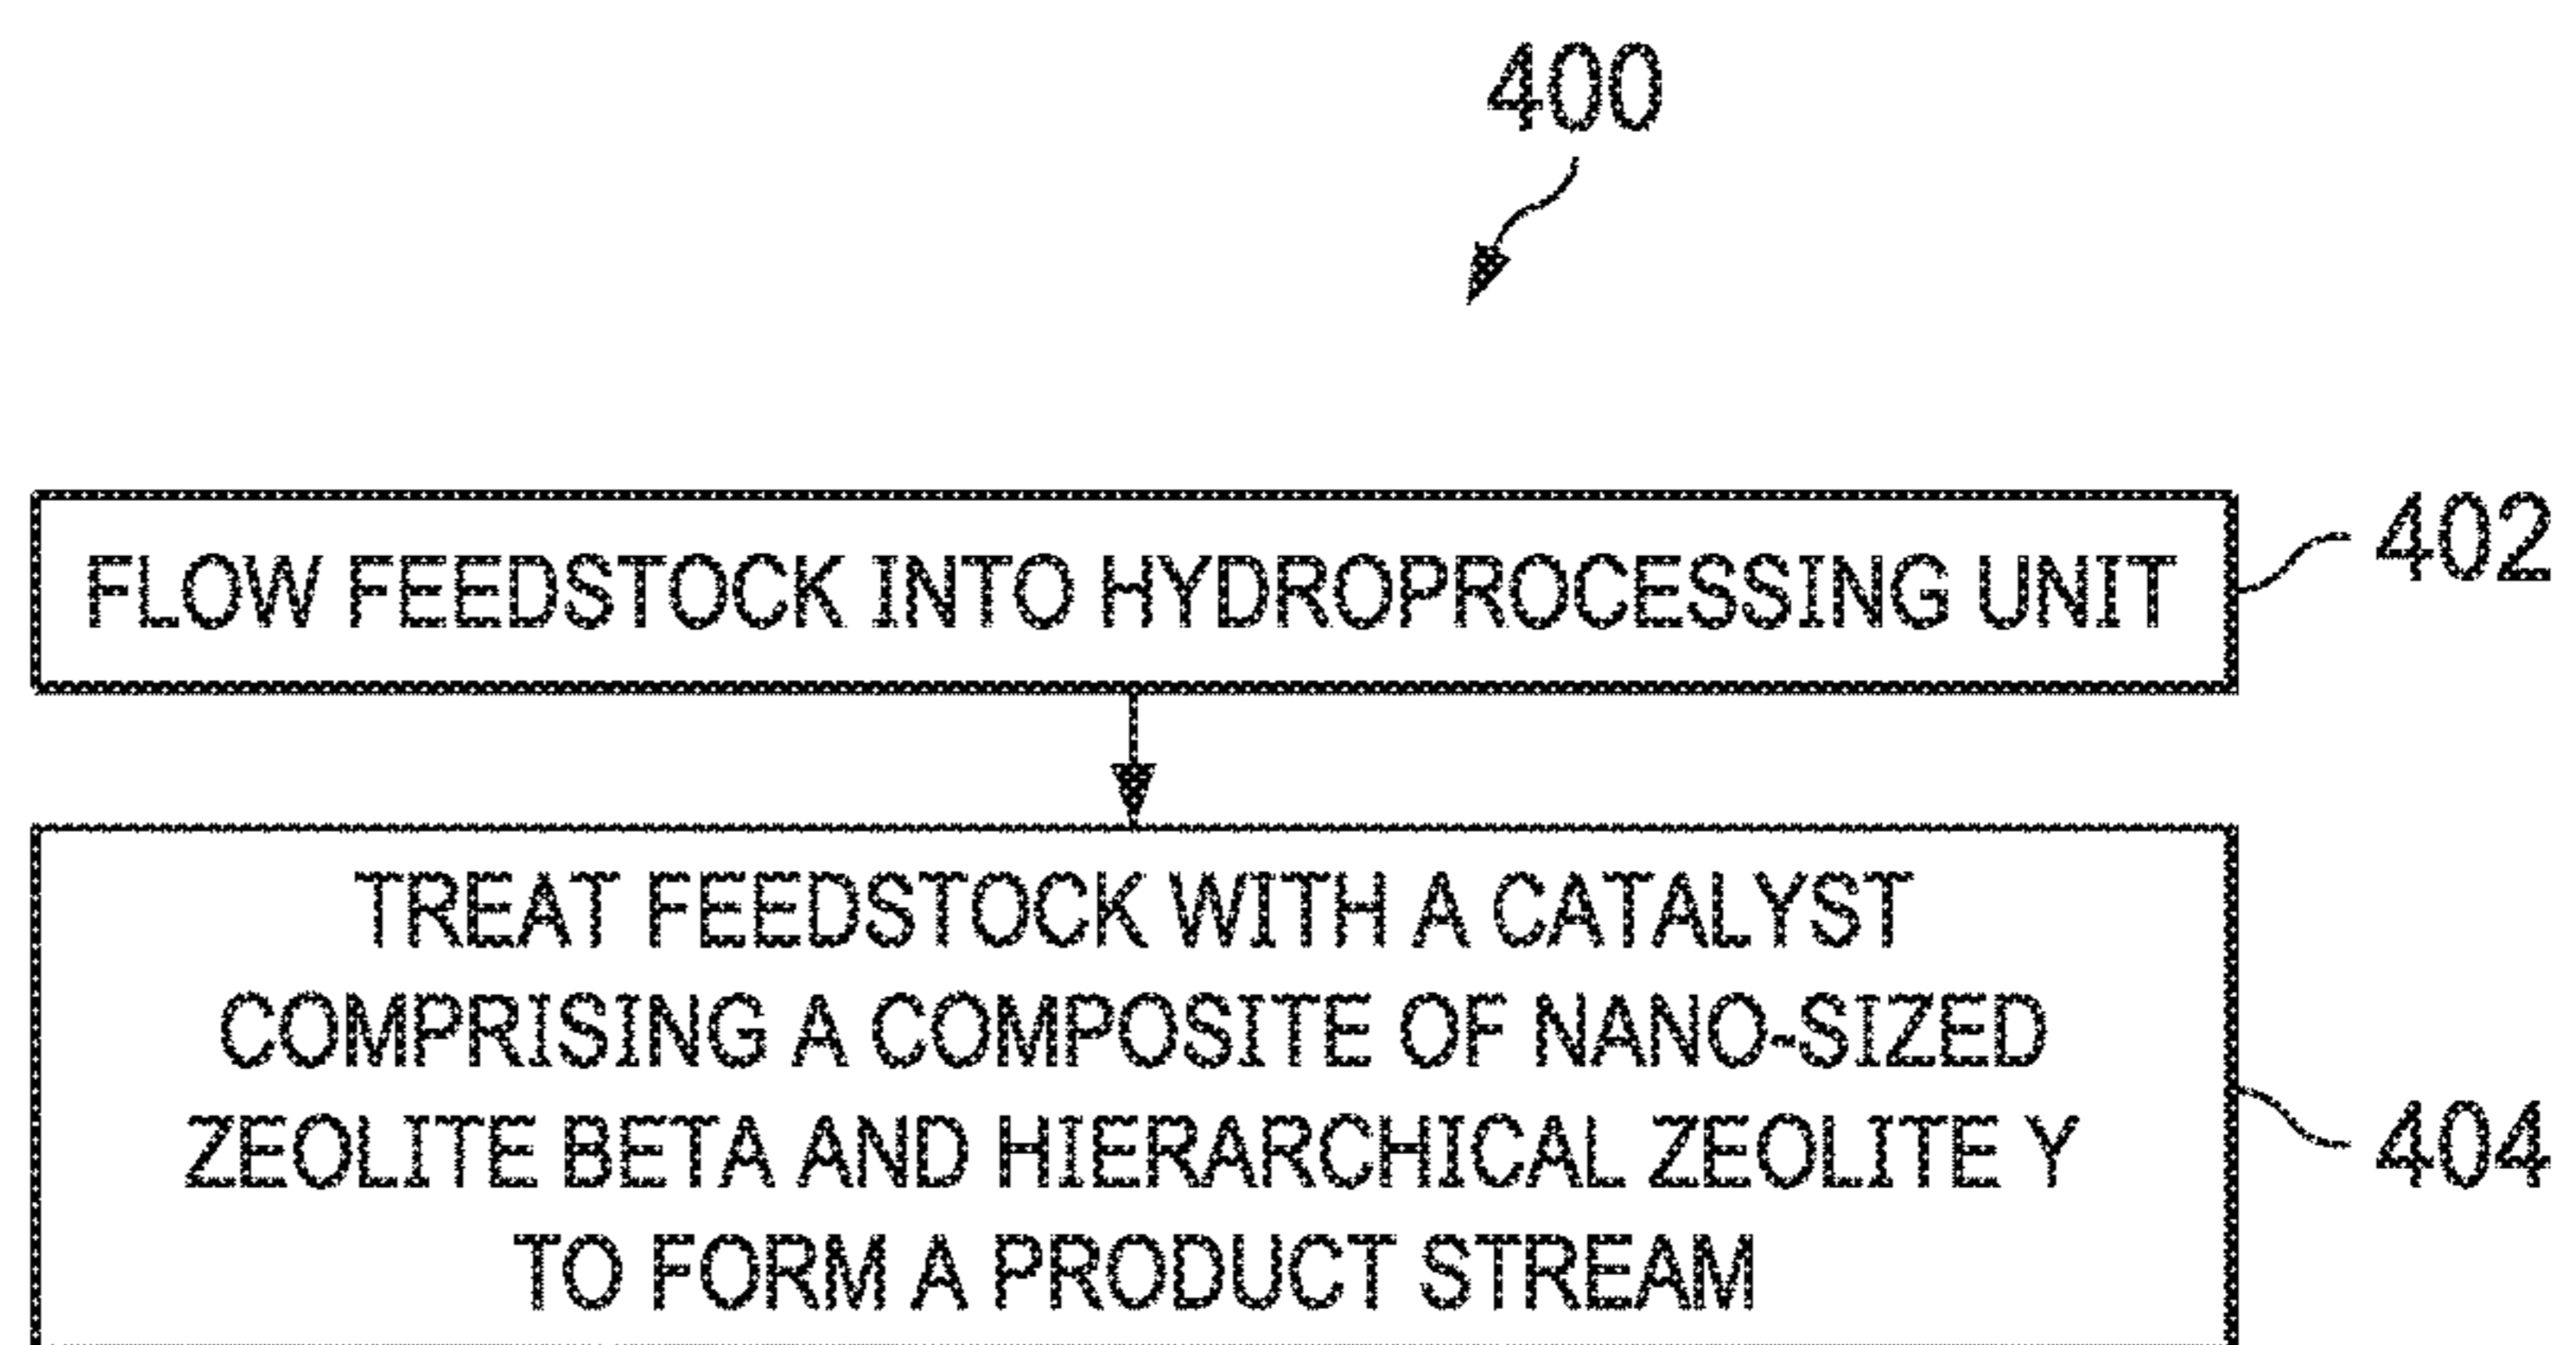 400
FLOW FEEDSTOCK INTO HYDROPROCESSING UNIT
402
TREAT FEEDSTOCK WITH A CATALYST
COMPRISING A COMPOSITE OF NANO-SIZED
ZEOLITE BETA AND HIERARCHICAL ZEOLITE Y
TO FORM A PRODUCT STREAM
404